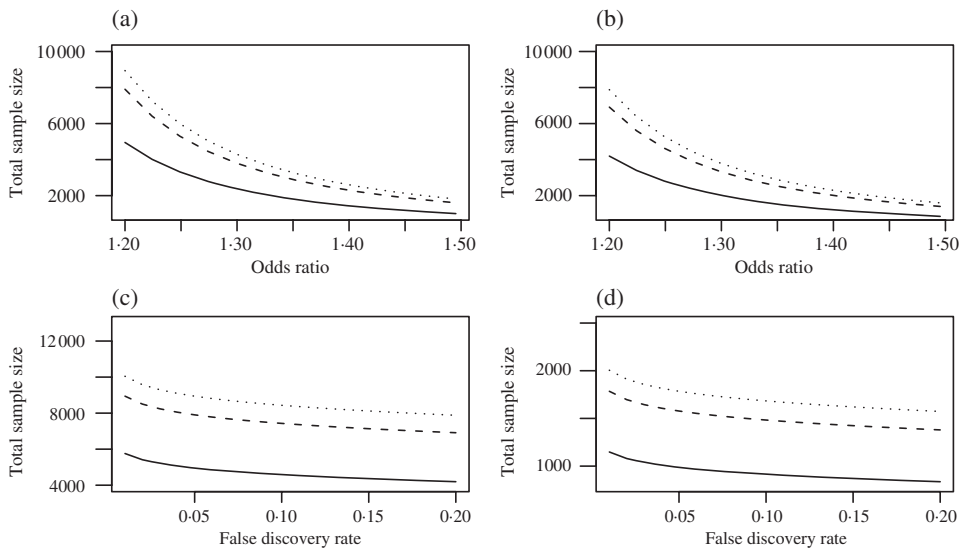 (a)
10000
6000
2000
Total sample size
1·20 1·30 1·40 1·50
Odds ratio
(b)
10000
6000
2000
Total sample size
1·20 1·30 1·40 1·50
Odds ratio
(c)
12000
8000
4000
Total sample size
0·05 0·10 0·15 0·20
False discovery rate
(d)
2000
1000
Total sample size
0·05 0·10 0·15 0·20
False discovery rate